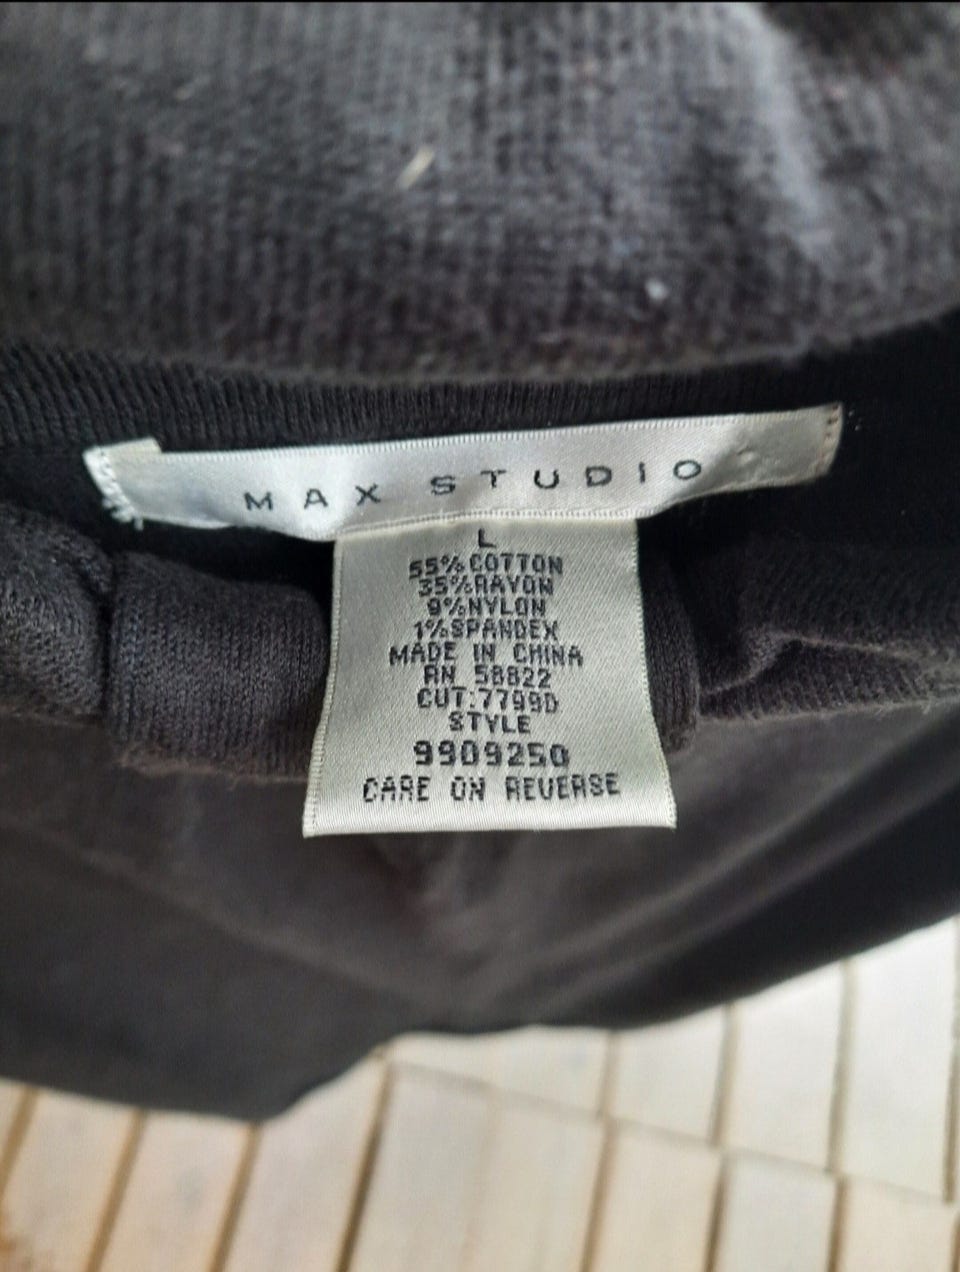 MAX STUDIO
L
55% COTTON
35% RAYON
9% NYLON
1% SPANDEX
MADE IN CHINA
RN 58822
CUT:7799D
STYLE
9909250
CARE ON REVERSE